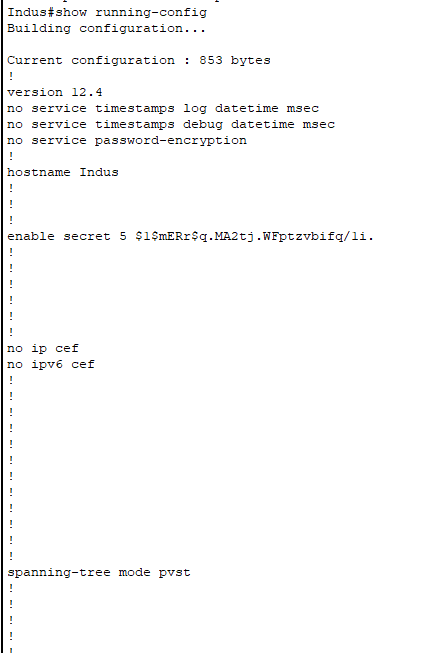 Indus#show running-config
Building configuration...
Current configuration : 853 bytes
!
version 12.4
no service timestamps log datetime msec
no service timestamps debug datetime msec
no service password-encryption
!
hostname Indus
!
!
!
enable secret 5 $1$mERr$q.MA2tj.WFptzvbifq/1i.
!
!
!
!
!
!
no ip cef
no ipv6 cef
!
!
!
!
!
!
!
!
!
!
!
!
spanning-tree mode pvst
!
!
!
!
!